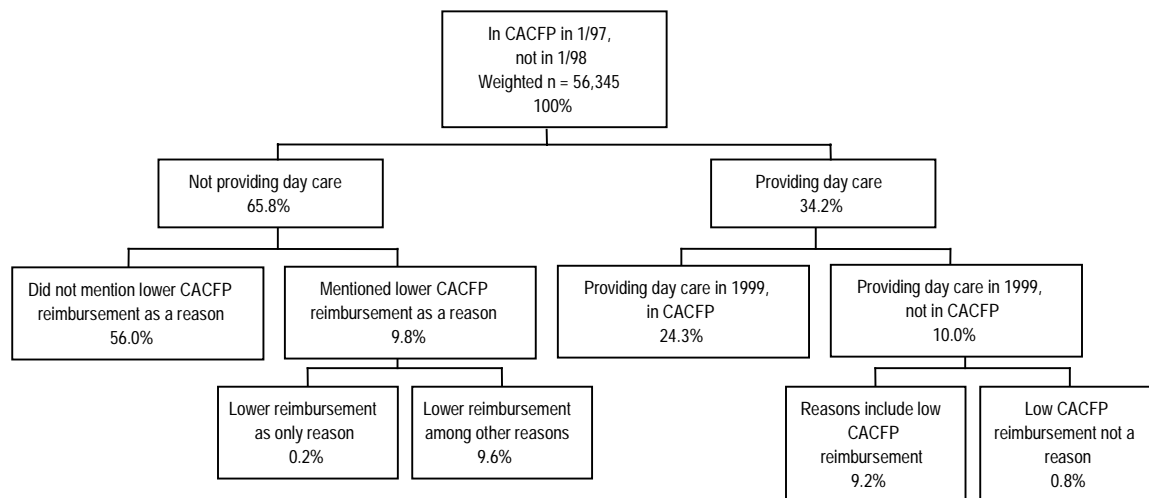 In CACFP in 1/97,
not in 1/98
Weighted n = 56,345
100%
Not providing day care
65.8%
Providing day care
34.2%
Did not mention lower CACFP
reimbursement as a reason
56.0%
Mentioned lower CACFP
reimbursement as a reason
9.8%
Providing day care in 1999,
in CACFP
24.3%
Providing day care in 1999,
not in CACFP
10.0%
Lower reimbursement
as only reason
0.2%
Lower reimbursement
among other reasons
9.6%
Reasons include low
CACFP
reimbursement
9.2%
Low CACFP
reimbursement not a
reason
0.8%